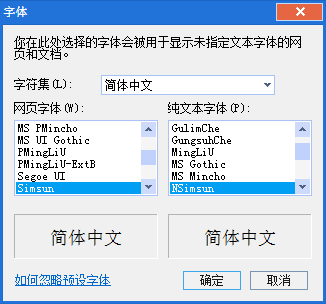 字体
你在此处选择的字体会被用于显示未指定文本字体的网
页和文档。
字符集(L): 简体中文
网页字体(W): 纯文本字体(P):
MS PMincho GulimChe
MS UI Gothic GungsuhChe
PMingLiU MingLiU
PMingLiU-ExtB MS Gothic
Segoe UI MS Mincho
Simsun NSimsun
简体中文 简体中文
如何忽略预设字体 确定 取消